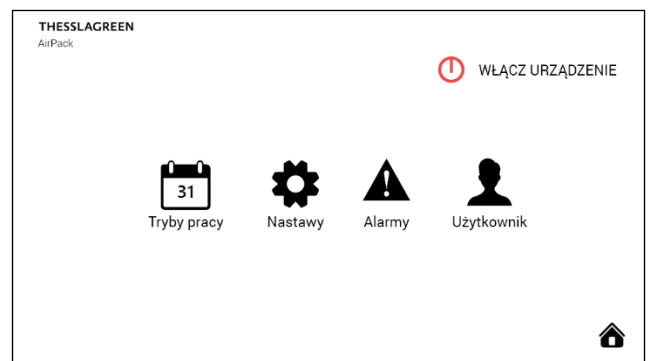 THESSLAGREEN
AirPack
WŁĄCZ URZĄDZENIE
31
Tryby pracy
Nastawy
Alarmy
Użytkownik